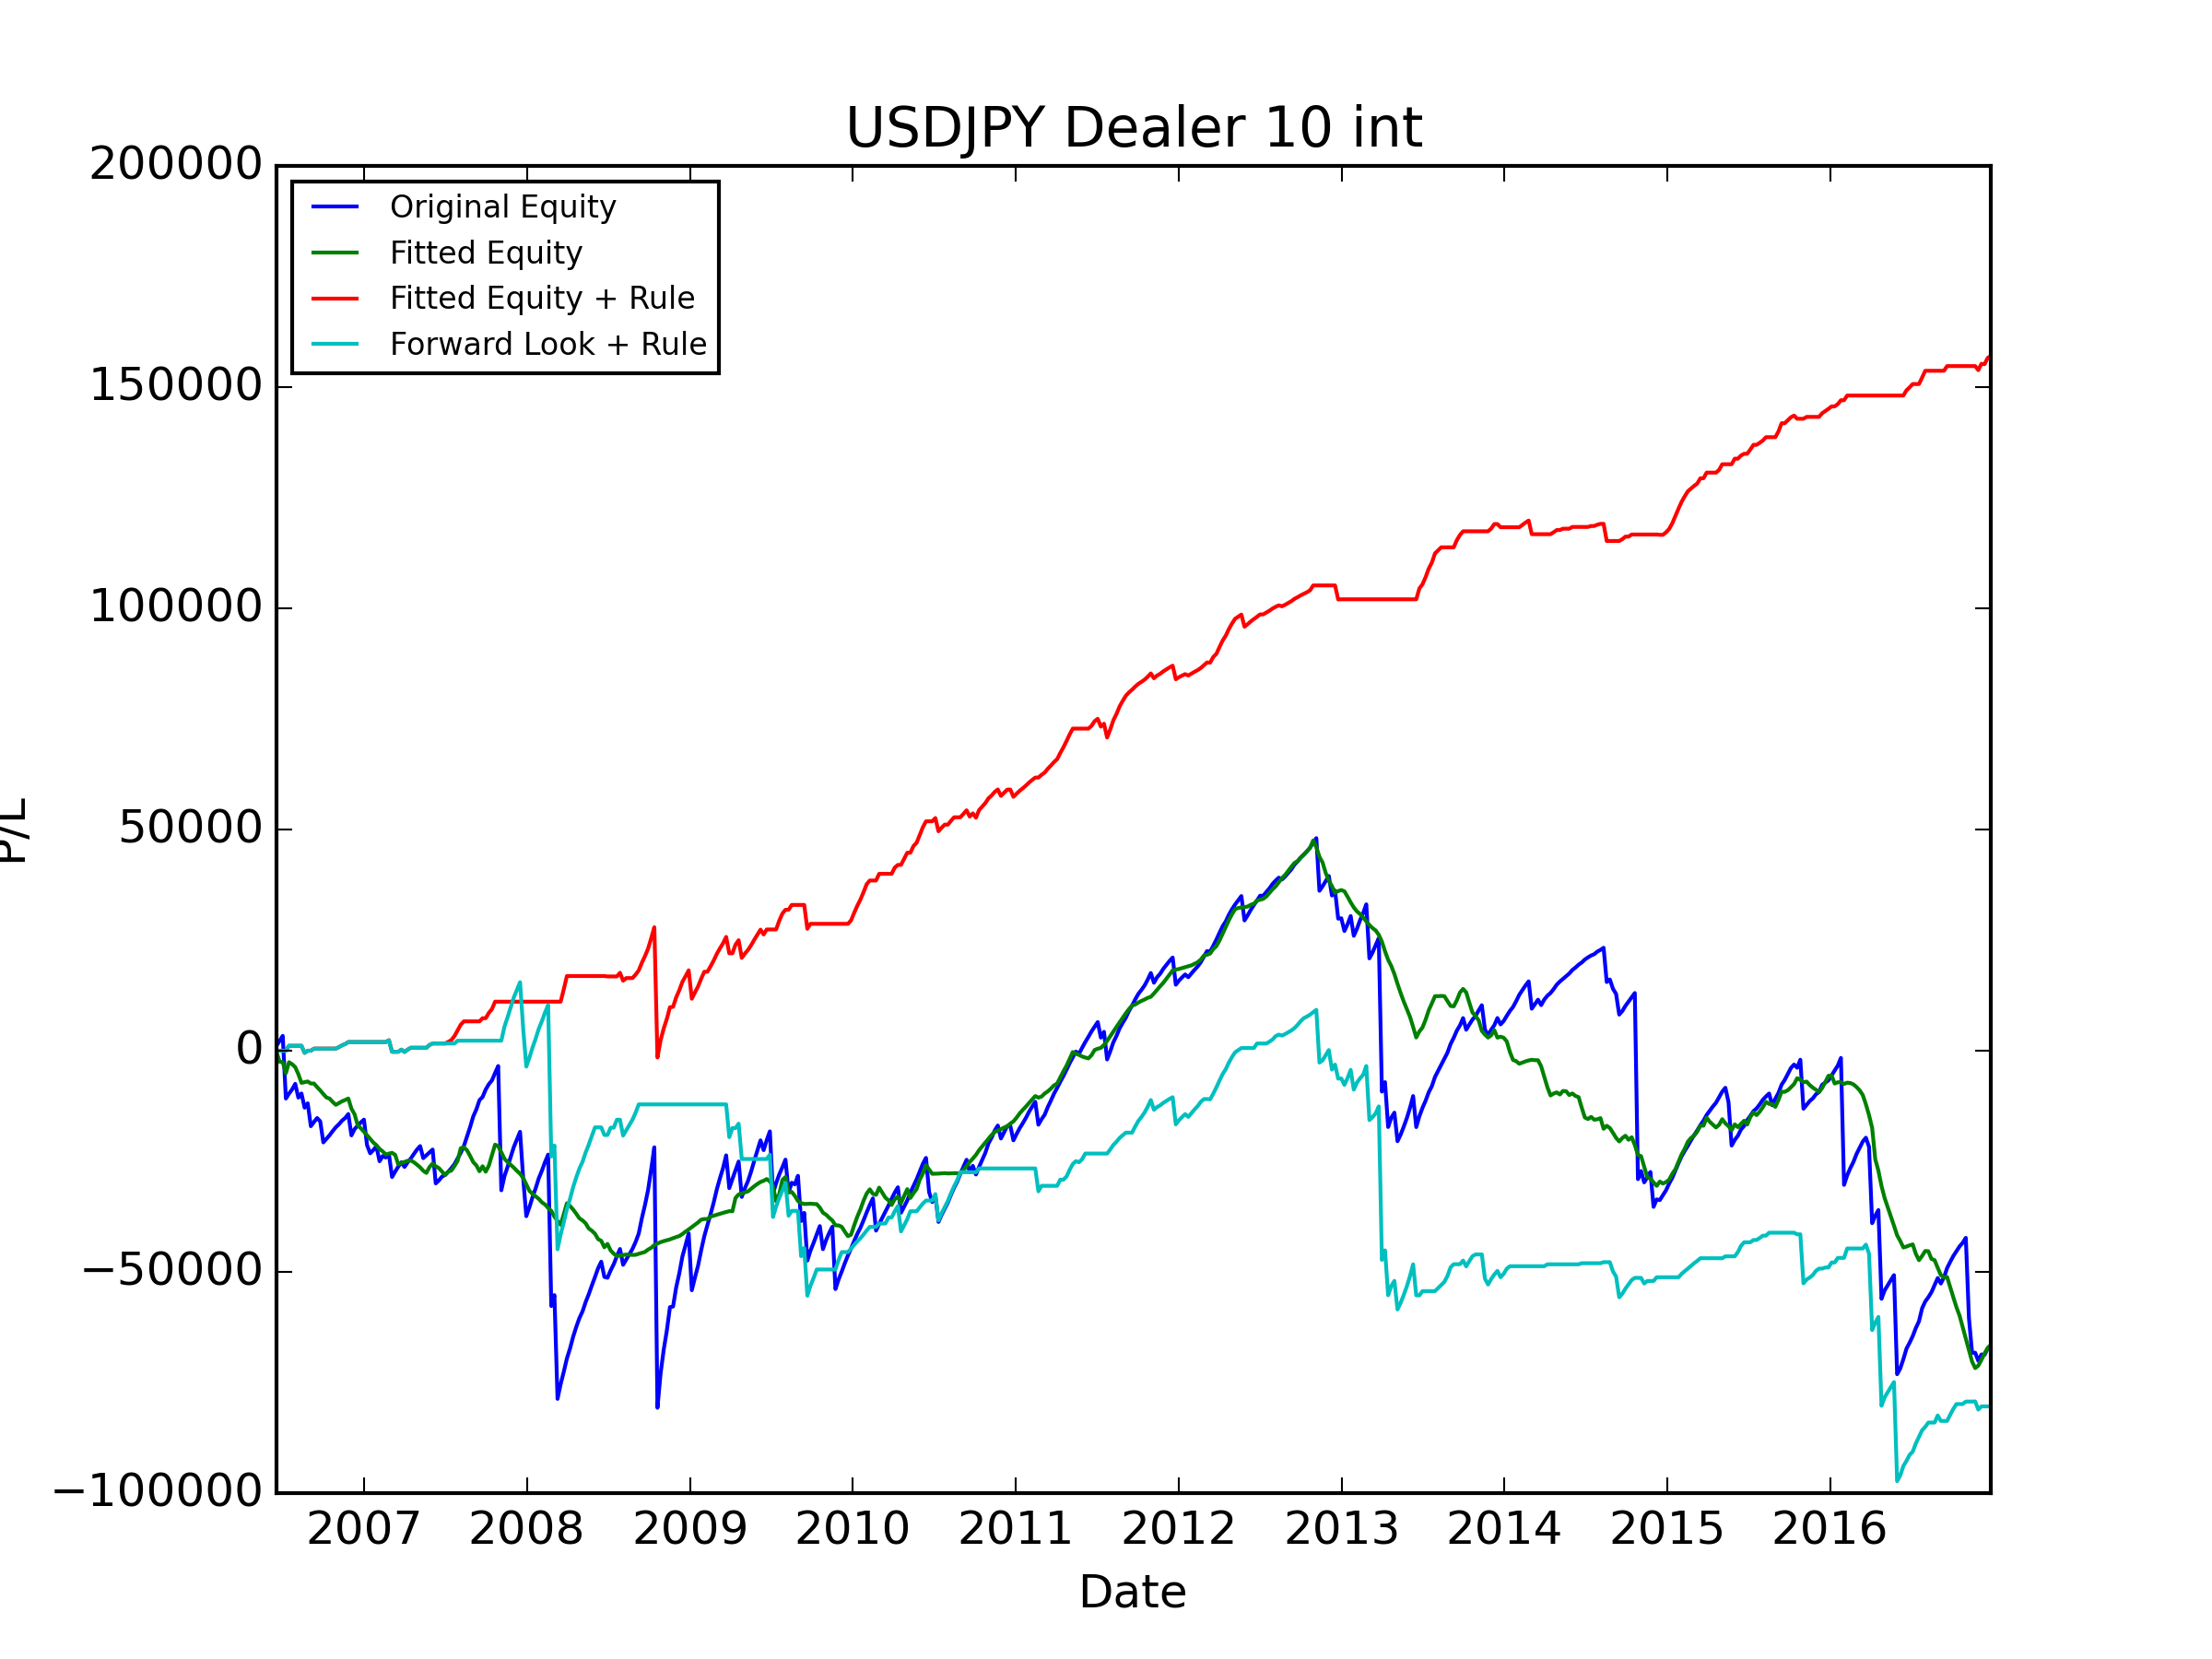 USDJPY Dealer 10 int
200000
150000
100000
50000
0
−50000
−100000
P/L
Original Equity
Fitted Equity
Fitted Equity + Rule
Forward Look + Rule
2007 2008 2009 2010 2011 2012 2013 2014 2015 2016
Date